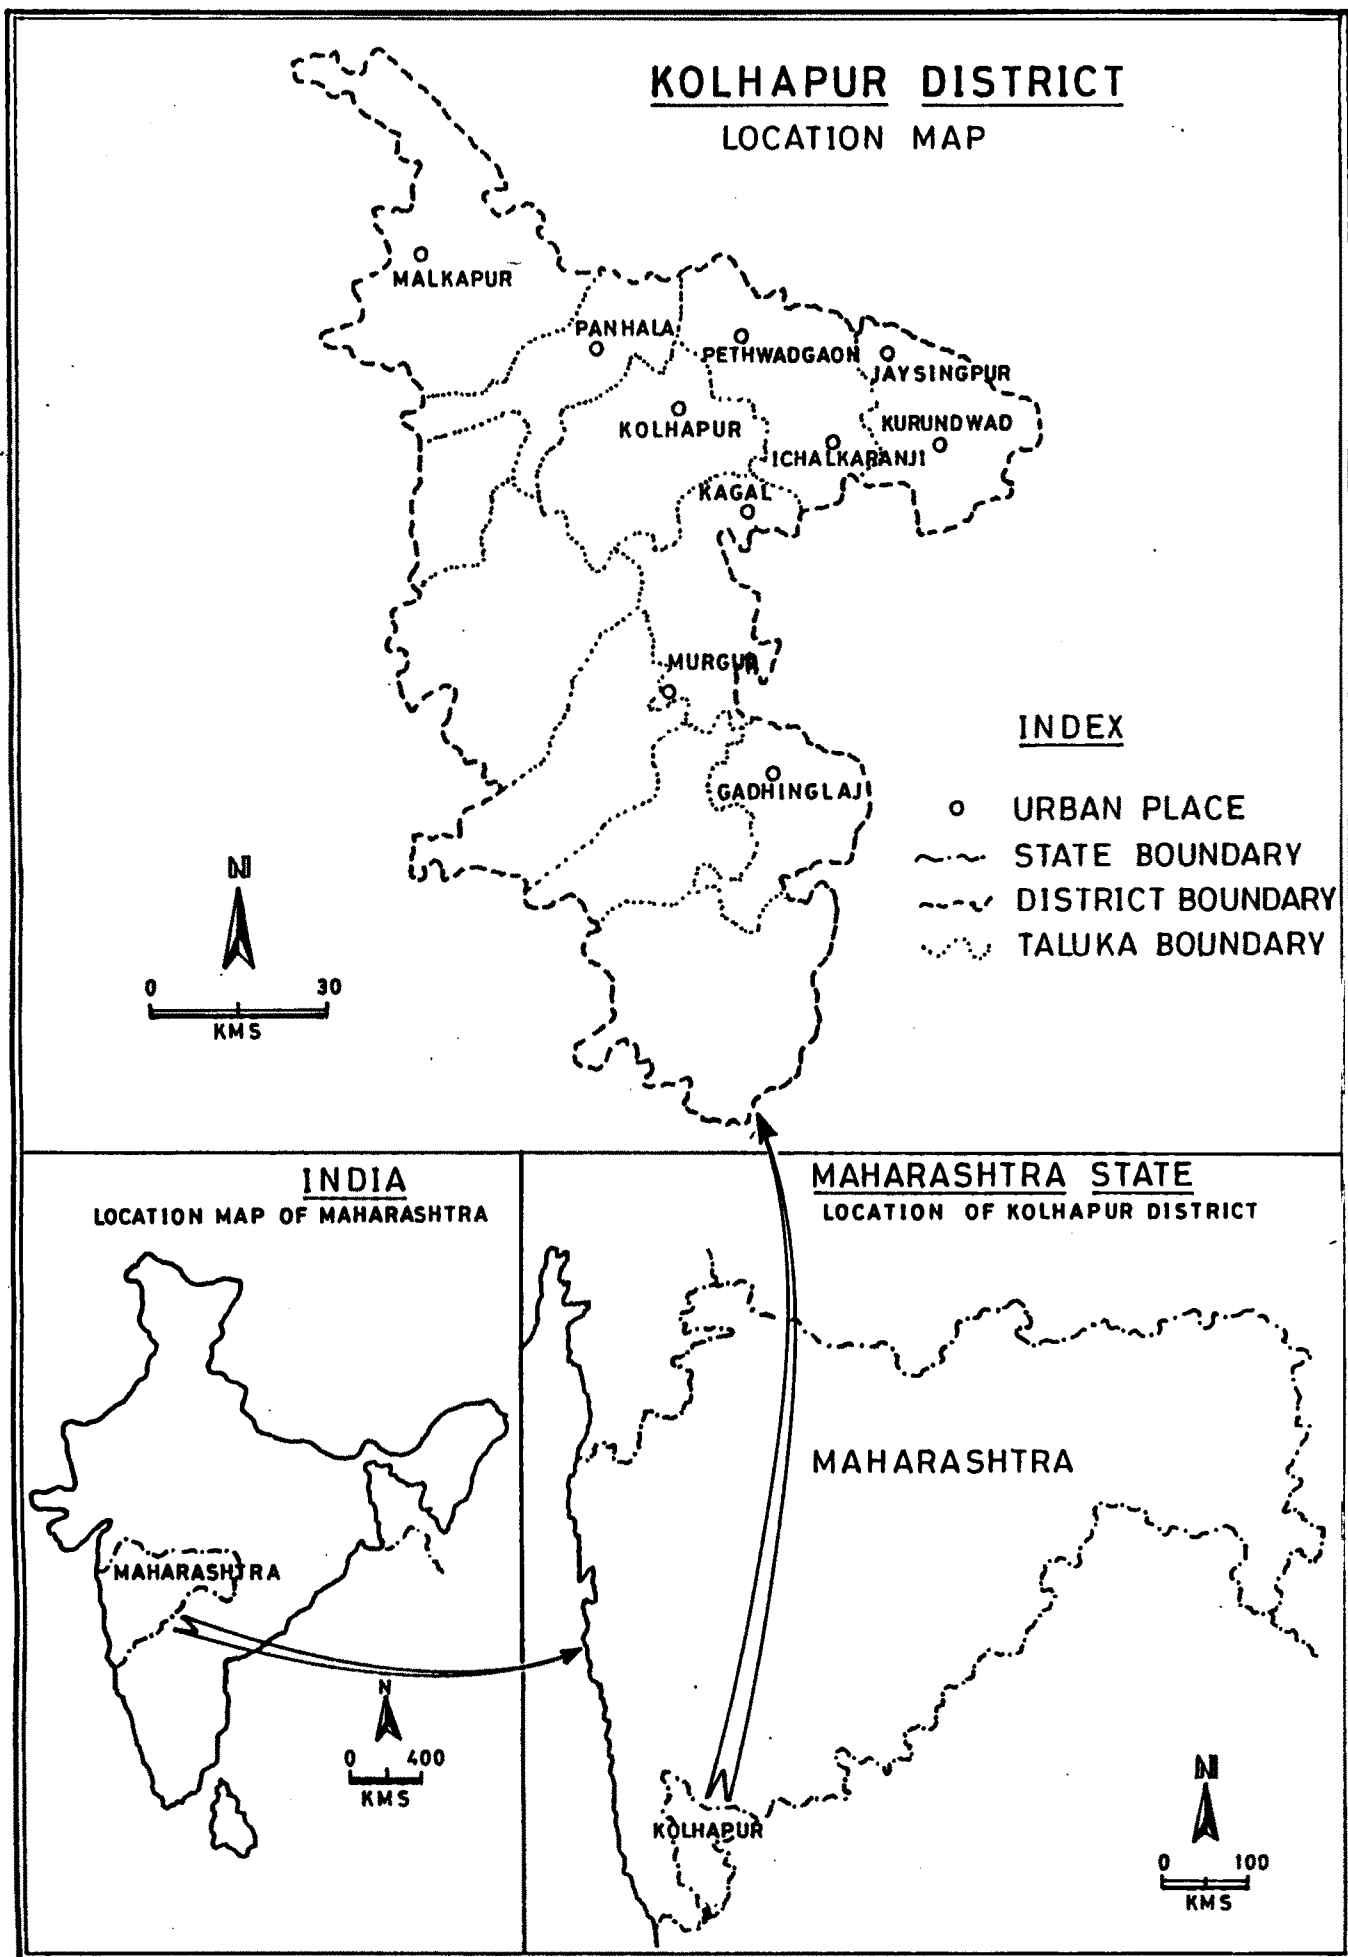 KOLHAPUR DISTRICT
LOCATION MAP
MALKAPUR
PANHALA
PETHWADGAON
JAYSINGPUR
KOLHAPUR
KURUNDWAD
ICHALKARANJI
KAGAL
MURGUD
GADHINGLAJ
INDEX
URBAN PLACE
STATE BOUNDARY
DISTRICT BOUNDARY
TALUKA BOUNDARY
N
0 30
KMS
INDIA
LOCATION MAP OF MAHARASHTRA
MAHARASHTRA
N
0 400
KMS
MAHARASHTRA STATE
LOCATION OF KOLHAPUR DISTRICT
MAHARASHTRA
KOLHAPUR
N
0 100
KMS